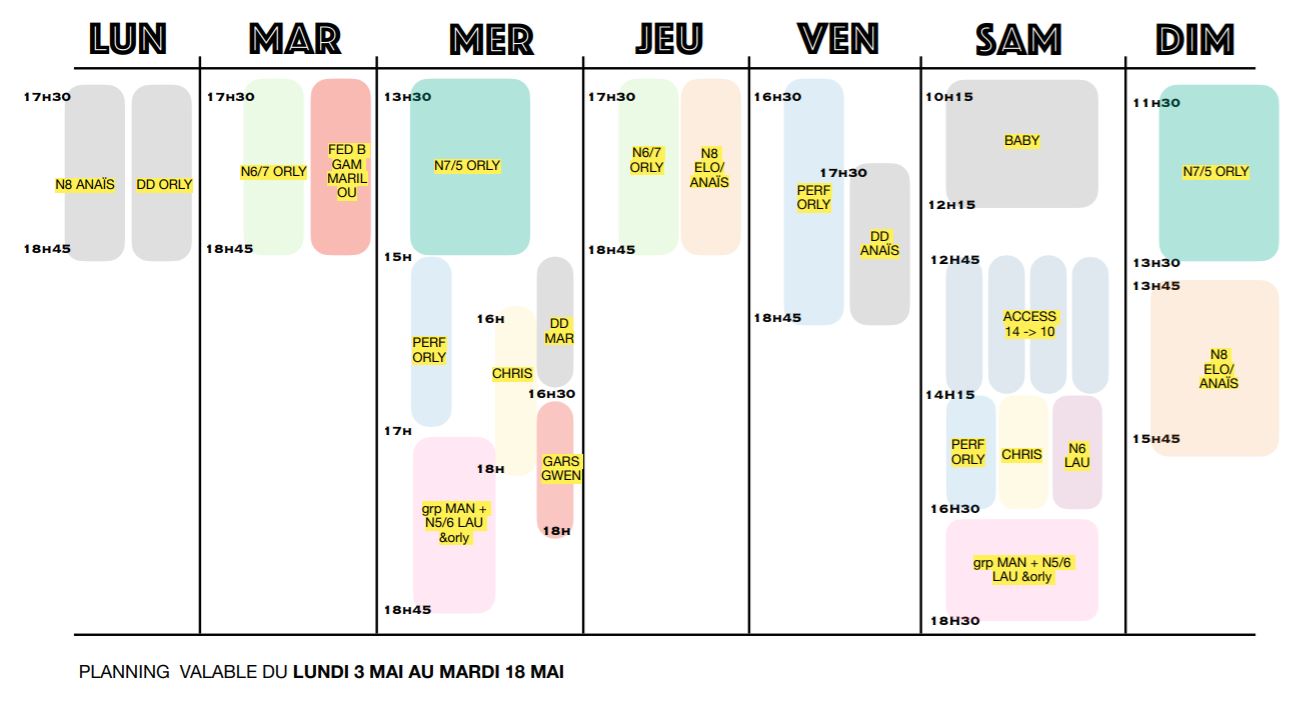 LUN MAR MER JEU VEN SAM DIM
17H30
N8 ANAÏS
DD ORLY
18H45
17H30
N6/7 ORLY
FED B
GAM
MARIL
OU
18H45
13H30
N7/5 ORLY
15H
PERF
ORLY
16H
CHRIS
DD
MAR
16H30
17H
18H
GARS
GWEN
18H
grp MAN +
N5/6 LAU
&orly
18H45
17H30
N6/7
ORLY
N8
ELO/
ANAÏS
18H45
16H30
PERF
ORLY
17H30
DD
ANAÏS
18H45
10H15
BABY
12H15
12H45
ACCESS
14 -> 10
14H15
PERF
ORLY
CHRIS
N6
LAU
16H30
grp MAN + N5/6
LAU &orly
18H30
11H30
N7/5 ORLY
13H30
13H45
N8
ELO/
ANAÏS
15H45
PLANNING VALABLE DU LUNDI 3 MAI AU MARDI 18 MAI